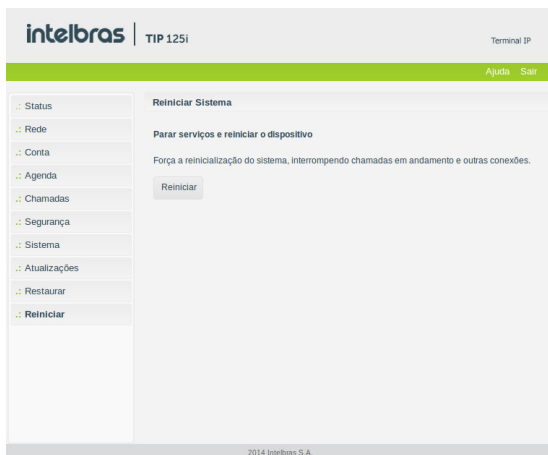 intelbras TIP 125i
Terminal IP
Ajuda Sair
.: Status
.: Rede
.: Conta
.: Agenda
.: Chamadas
.: Segurança
.: Sistema
.: Atualizações
.: Restaurar
.: Reiniciar
Reiniciar Sistema
Parar serviços e reiniciar o dispositivo
Força a reinicialização do sistema, interrompendo chamadas em andamento e outras conexões.
Reiniciar
2014 Intelbras S.A.